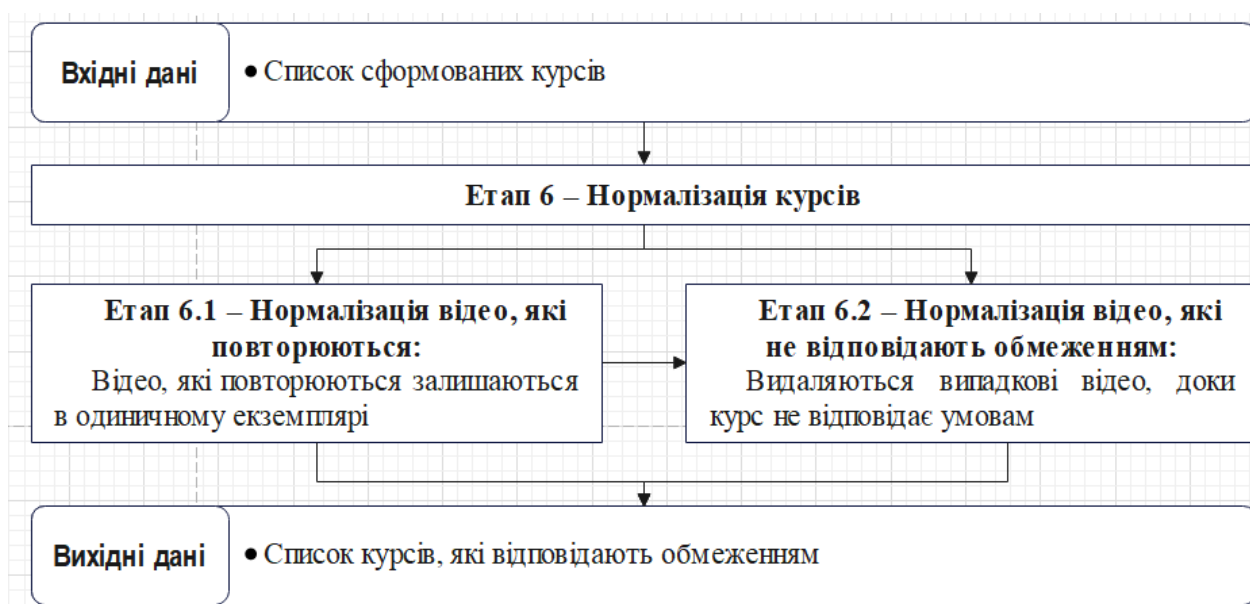 Вхідні дані
• Список сформованих курсів
Етап 6 – Нормалізація курсів
Етап 6.1 – Нормалізація відео, які
повторюються:
Відео, які повторюються залишаються
в одиничному екземплярі
Етап 6.2 – Нормалізація відео, які
не відповідають обмеженням:
Видаляються випадкові відео, доки
курс не відповідає умовам
Вихідні дані
• Список курсів, які відповідають обмеженням